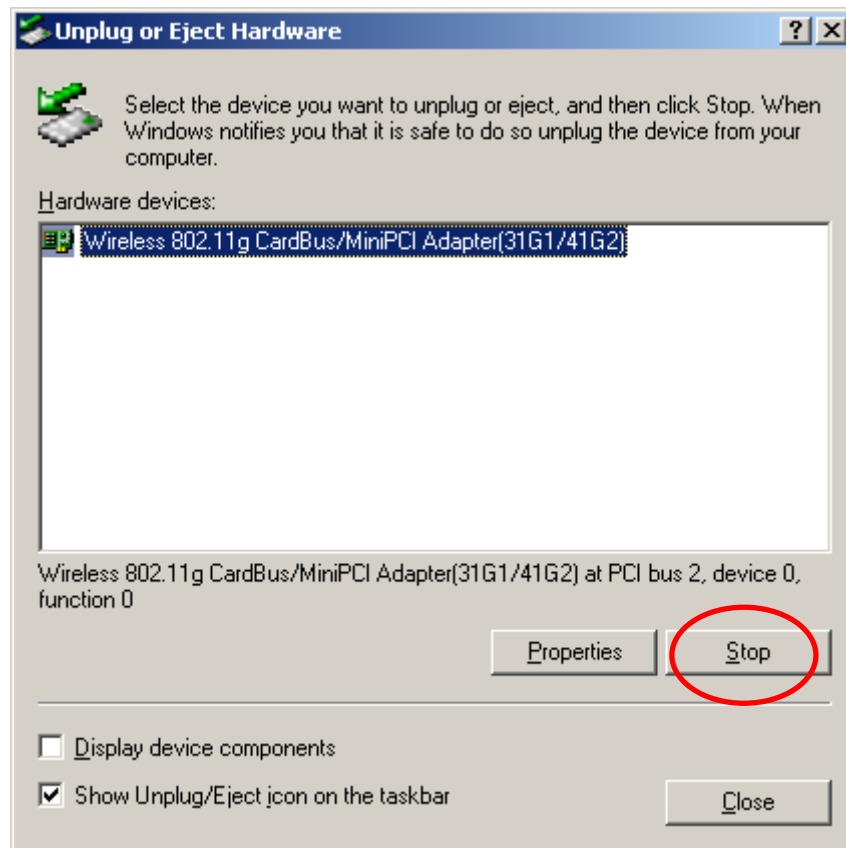 Unplug or Eject Hardware
Select the device you want to unplug or eject, and then click Stop. When
Windows notifies you that it is safe to do so unplug the device from your
computer.
Hardware devices:
Wireless 802.11g CardBus/MiniPCI Adapter(31G1/41G2)
Wireless 802.11g CardBus/MiniPCI Adapter(31G1/41G2) at PCI bus 2, device 0,
function 0
Properties
Stop
Display device components
Show Unplug/Eject icon on the taskbar
Close